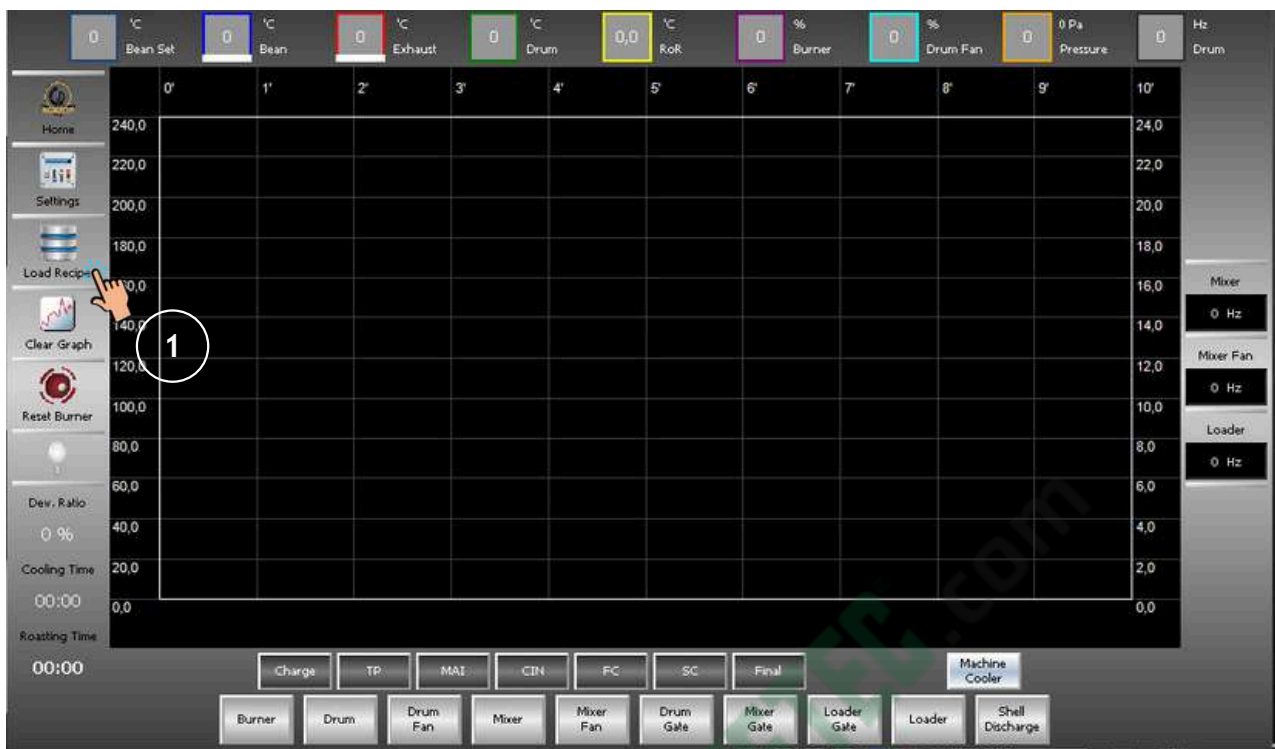 0 °C Bean Set
0 °C Bean
0 °C Exhaust
0 °C Drum
0,0 °C RoR
0 % Burner
0 % Drum Fan
0 0 Pa Pressure
0 Hz Drum
0' 1' 2' 3' 4' 5' 6' 7' 8' 9' 10'
Home
240,0 24,0
220,0 22,0
Settings
200,0 20,0
180,0 18,0
Load Recipe
16,0
Mixer
0 Hz
140,0 14,0
Clear Graph
1
Mixer Fan
120,0 12,0
0 Hz
100,0 10,0
Reset Burner
Loader
80,0 8,0
0 Hz
60,0 6,0
Dev. Ratio
0 %
40,0 4,0
Cooling Time
20,0 2,0
00:00
0,0 0,0
Roasting Time
00:00
Charge TP MAI CIN FC SC Final
Machine
Cooler
Burner
Drum
Drum
Fan
Mixer
Mixer
Fan
Drum
Gate
Mixer
Gate
Loader
Gate
Loader
Shell
Discharge
.com